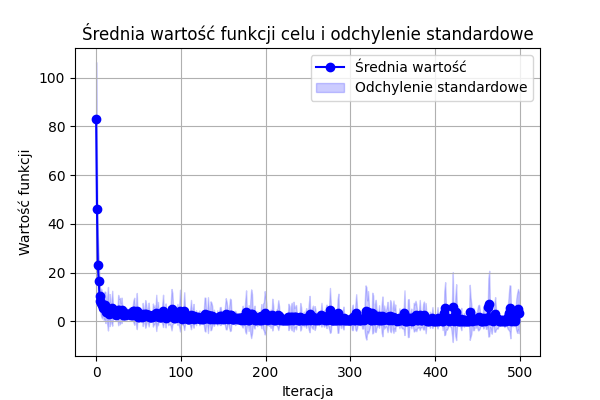 Średnia wartość funkcji celu i odchylenie standardowe
Średnia wartość
Odchylenie standardowe
Wartość funkcji
100
80
60
40
20
0
0 100 200 300 400 500
Iteracja